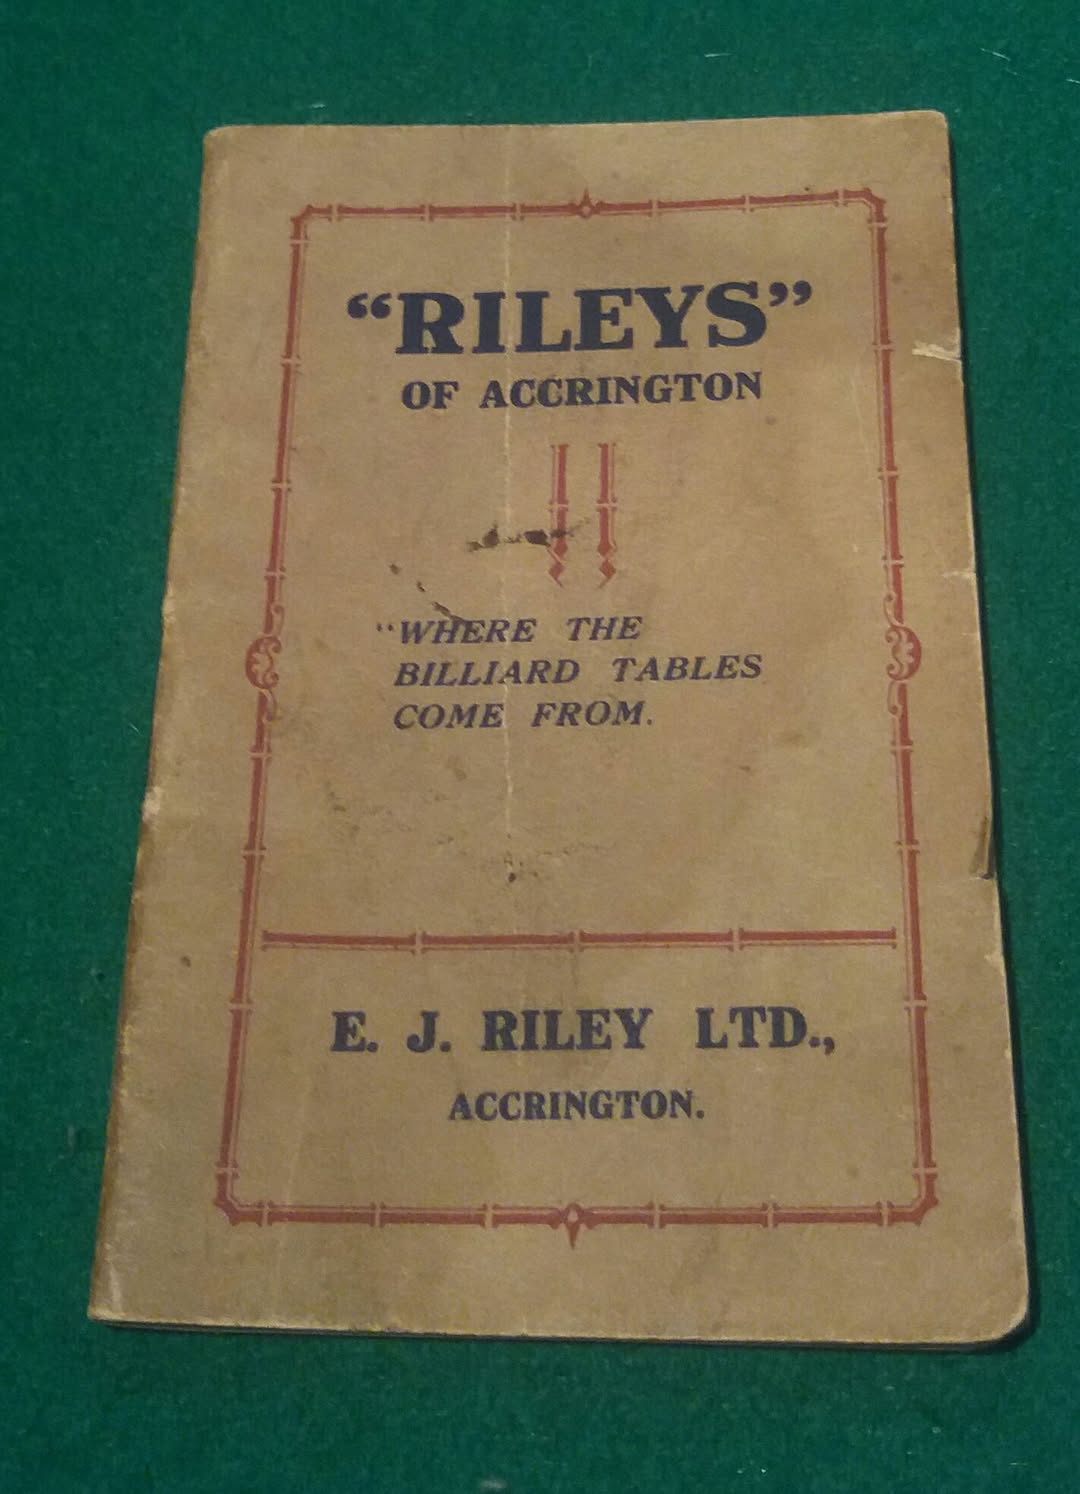 “RILEYS”
OF ACCRINGTON
“WHERE THE
BILLIARD TABLES
COME FROM.
E. J. RILEY LTD.,
ACCRINGTON.